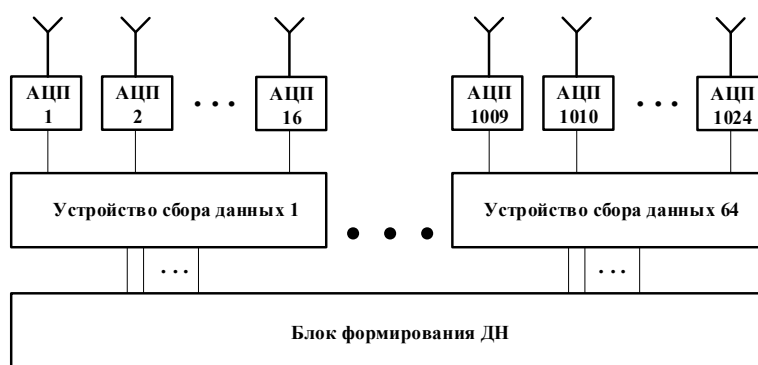 АЦП 1
АЦП 2
. . .
АЦП 16
АЦП 1009
АЦП 1010
. . .
АЦП 1024
Устройство сбора данных 1
Устройство сбора данных 64
. . .
. . .
Блок формирования ДН